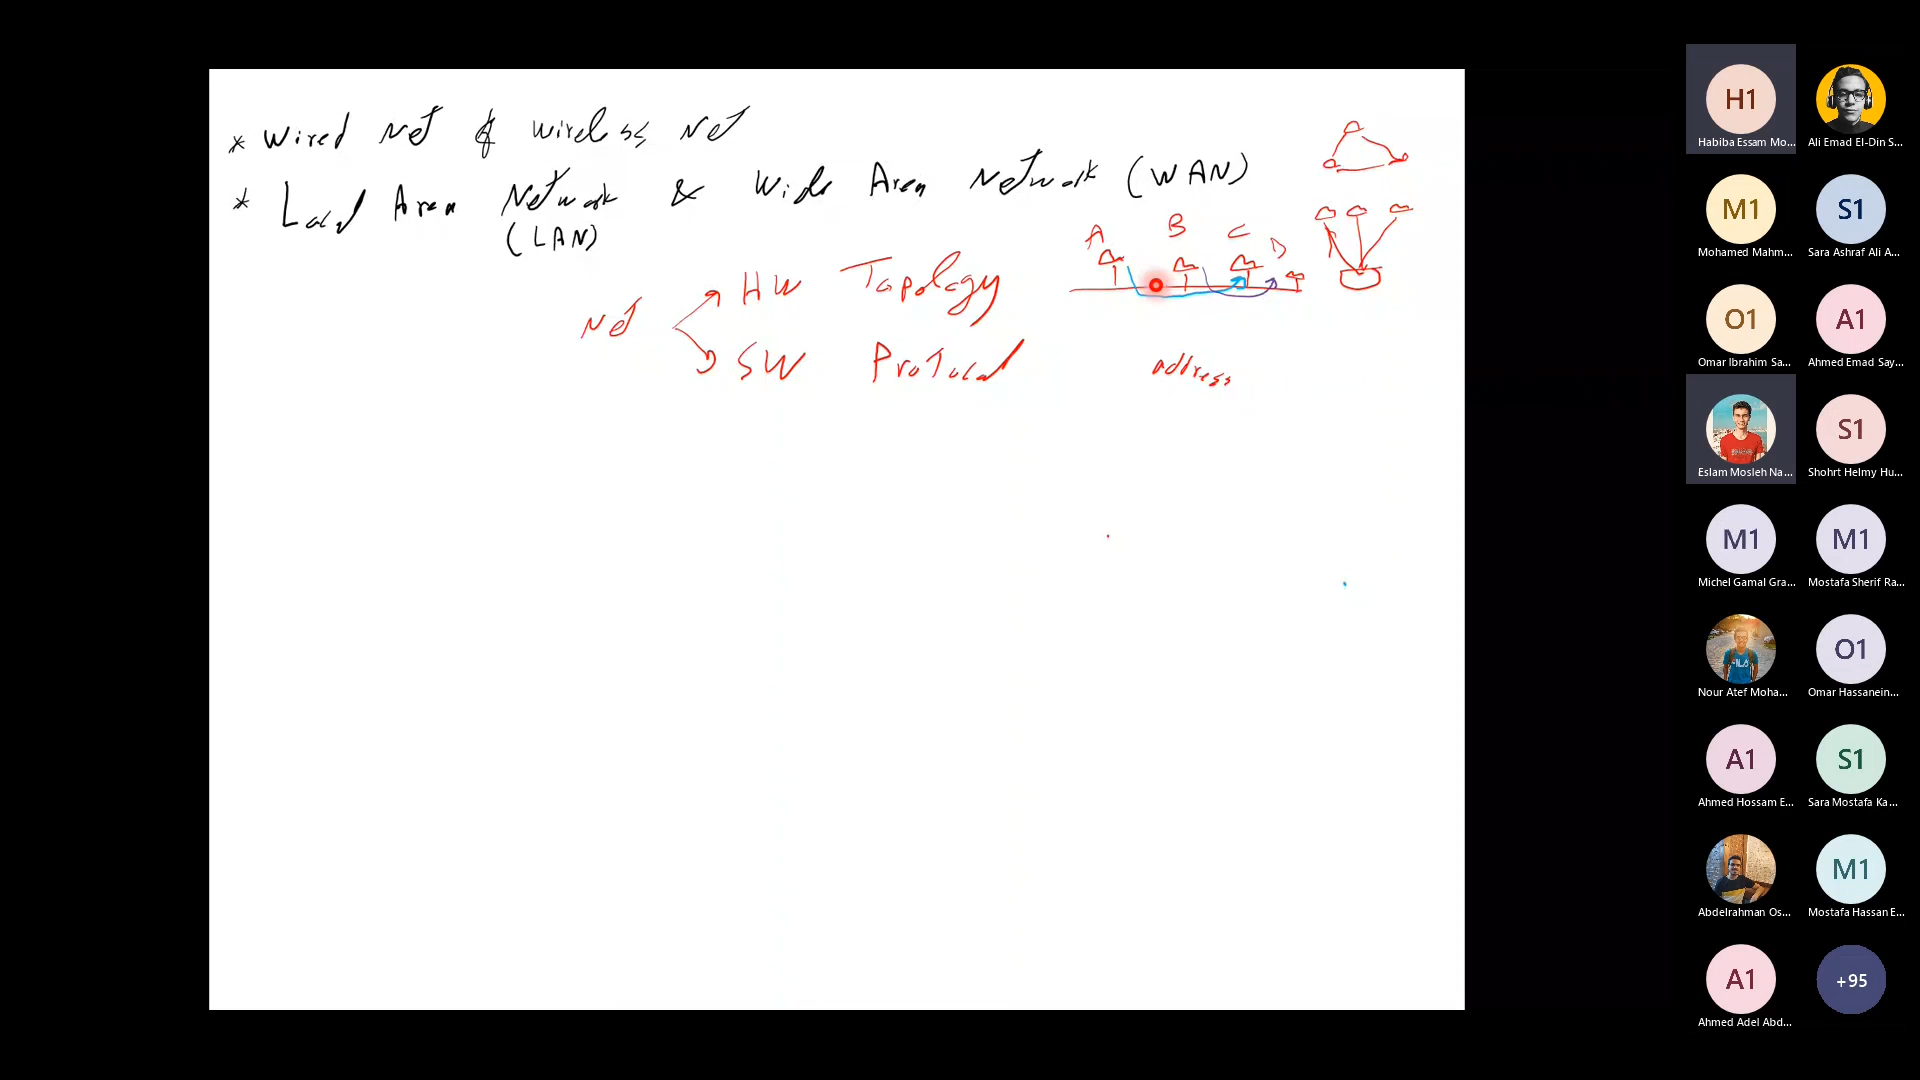 * Wired Net & wireless Net
* Local Area Network & Wide Area Network (WAN)
(LAN)
A B C D
Net
HW Topology
SW Protocol
address
H1
Habiba Essam Mo...
Ali Emad El-Din S...
M1
Mohamed Mahm...
S1
Sara Ashraf Ali A...
O1
Omar Ibrahim Sa...
A1
Ahmed Emad Say...
Eslam Mosleh Na...
S1
Shohrt Helmy Hu...
M1
Michel Gamal Gra...
M1
Mostafa Sherif Ra...
Nour Atef Moha...
O1
Omar Hassanein...
A1
Ahmed Hossam E...
S1
Sara Mostafa Ka...
Abdelrahman Os...
M1
Mostafa Hassan E...
A1
Ahmed Adel Abd...
+95